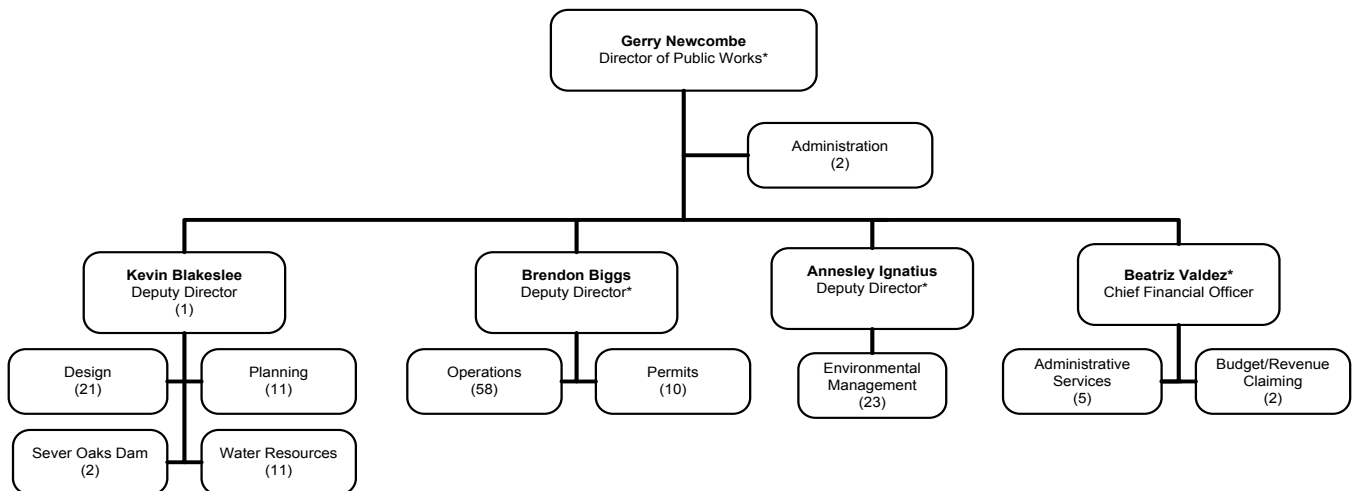 Gerry Newcombe
Director of Public Works*
Administration
(2)
Kevin Blakeslee
Deputy Director
(1)
Brendon Biggs
Deputy Director*
Annesley Ignatius
Deputy Director*
Beatriz Valdez*
Chief Financial Officer
Design
(21)
Planning
(11)
Operations
(58)
Permits
(10)
Environmental
Management
(23)
Administrative
Services
(5)
Budget/Revenue
Claiming
(2)
Sever Oaks Dam
(2)
Water Resources
(11)